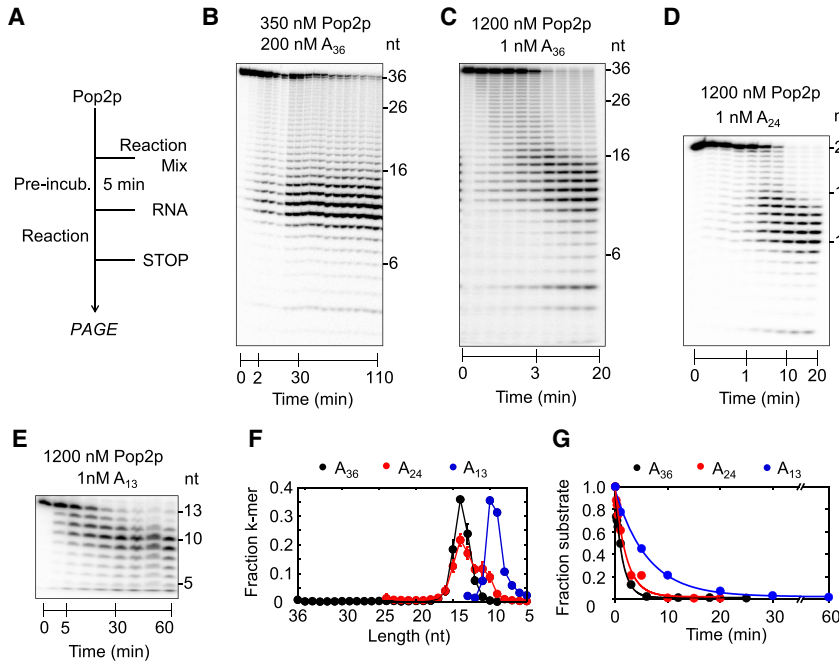 A
Pop2p
Reaction
Mix
Pre-incub.
5 min
RNA
Reaction
STOP
PAGE
B
350 nM Pop2p
200 nM A36
nt
36
26
16
6
0 2 30 110
Time (min)
C
1200 nM Pop2p
1 nM A36
nt
36
26
16
6
0 3 20
Time (min)
D
1200 nM Pop2p
1 nM A24
0 1 10 20
Time (min)
E
1200 nM Pop2p
1nM A13
nt
13
10
5
0 5 30 60
Time (min)
F
A36 A24 A13
Fraction k-mer
0.4
0.3
0.2
0.1
0
36 30 25 20 15 10 5
Length (nt)
G
A36 A24 A13
Fraction substrate
1.0
0.8
0.6
0.4
0.2
0
0 10 20 30 60
Time (min)